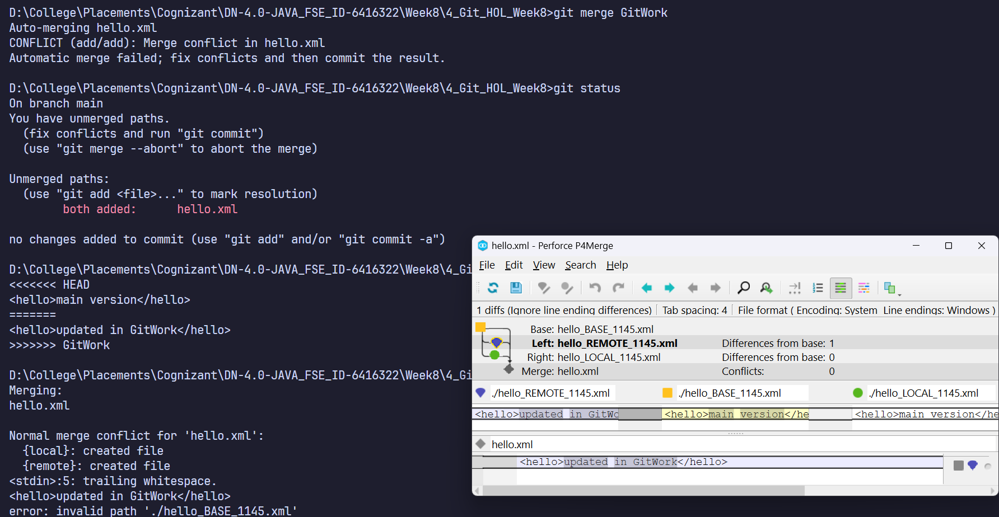 D:\College\Placements\Cognizant\DN-4.0-JAVA_FSE_ID-6416322\Week8\4_Git_HOL_Week8>git merge GitWork
Auto-merging hello.xml
CONFLICT (add/add): Merge conflict in hello.xml
Automatic merge failed; fix conflicts and then commit the result.
D:\College\Placements\Cognizant\DN-4.0-JAVA_FSE_ID-6416322\Week8\4_Git_HOL_Week8>git status
On branch main
You have unmerged paths.
  (fix conflicts and run "git commit")
  (use "git merge --abort" to abort the merge)
Unmerged paths:
  (use "git add <file>..." to mark resolution)
        both added:      hello.xml
no changes added to commit (use "git add" and/or "git commit -a")
D:\College\Placements\Cognizant\DN-4.0-JAVA_FSE_ID-6416322\Week8\4_Gi
<<<<<<< HEAD
<hello>main version</hello>
=======
<hello>updated in GitWork</hello>
>>>>>>> GitWork
D:\College\Placements\Cognizant\DN-4.0-JAVA_FSE_ID-6416322\Week8\4_Gi
Merging:
hello.xml
Normal merge conflict for 'hello.xml':
  {local}: created file
  {remote}: created file
<stdin>:5: trailing whitespace.
<hello>updated in GitWork</hello>
error: invalid path './hello_BASE_1145.xml'
hello.xml - Perforce P4Merge
File Edit View Search Help
1 diffs (Ignore line ending differences) Tab spacing: 4 File format ( Encoding: System Line endings: Windows )
Base: hello_BASE_1145.xml
Left: hello_REMOTE_1145.xml Differences from base: 1
Right: hello_LOCAL_1145.xml Differences from base: 0
Merge: hello.xml Conflicts: 0
./hello_REMOTE_1145.xml ./hello_BASE_1145.xml ./hello_LOCAL_1145.xml
<hello>updated in GitWo <hello>main version</he <hello>main version</he
hello.xml
<hello>updated in GitWork</hello>